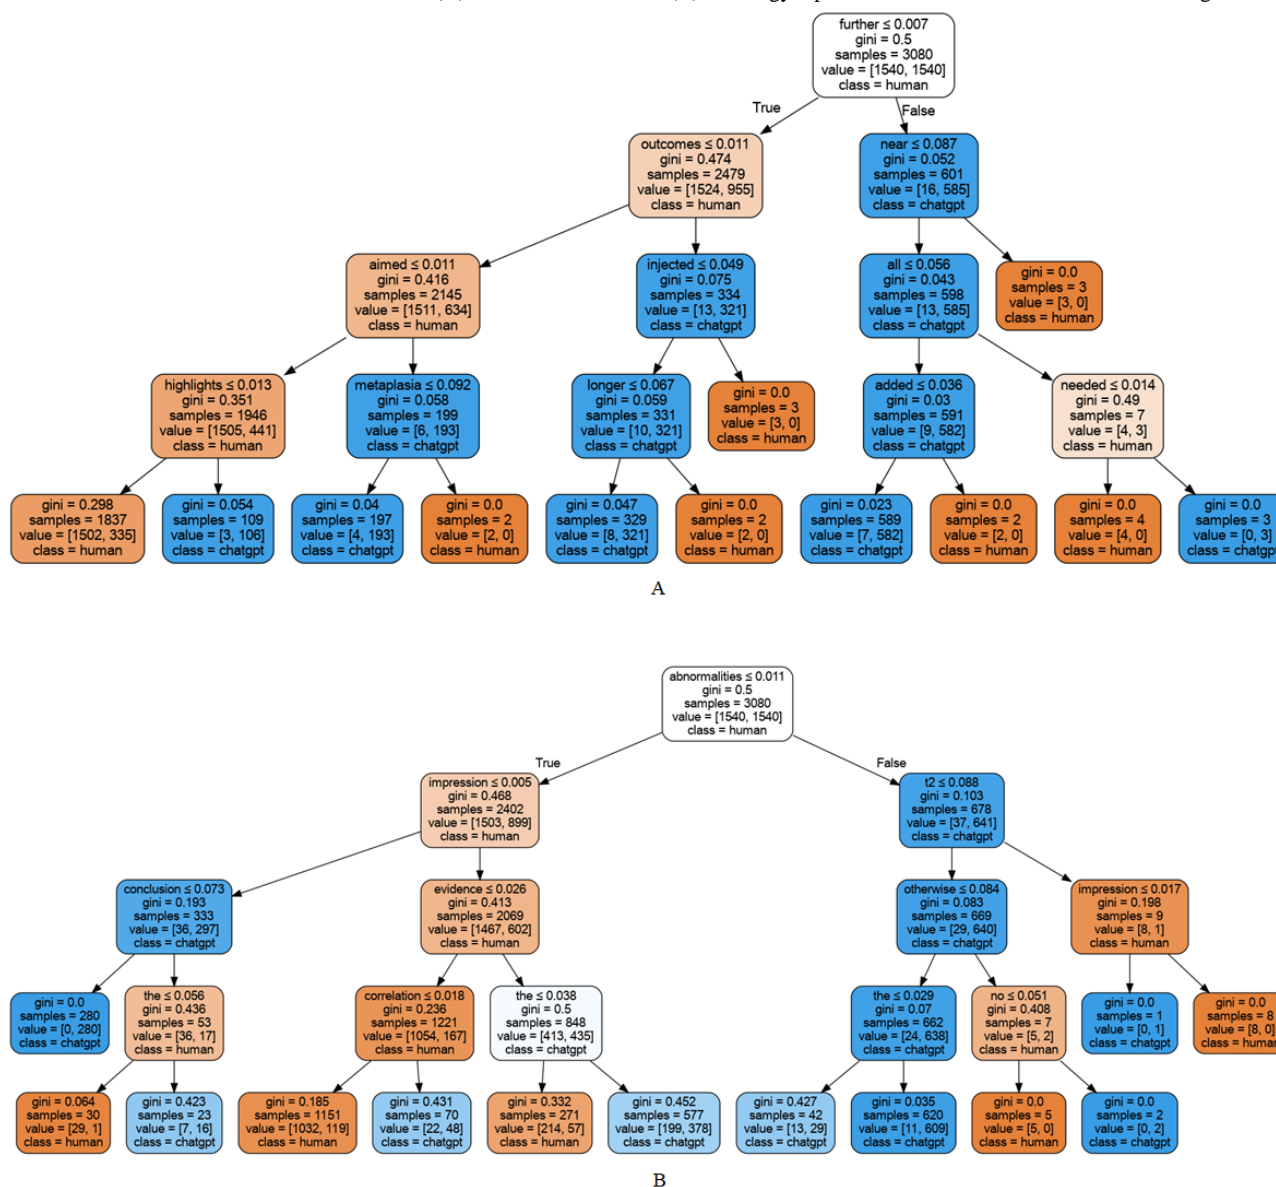 further ≤ 0.007
gini = 0.5
samples = 3080
value = [1540, 1540]
class = human
True
False
outcomes ≤ 0.011
gini = 0.474
samples = 2479
value = [1524, 955]
class = human
near ≤ 0.087
gini = 0.052
samples = 601
value = [16, 585]
class = chatgpt
aimed ≤ 0.011
gini = 0.416
samples = 2145
value = [1511, 634]
class = human
injected ≤ 0.049
gini = 0.075
samples = 334
value = [13, 321]
class = chatgpt
all ≤ 0.056
gini = 0.043
samples = 598
value = [13, 585]
class = chatgpt
gini = 0.0
samples = 3
value = [3, 0]
class = human
highlights ≤ 0.013
gini = 0.351
samples = 1946
value = [1505, 441]
class = human
metaplasia ≤ 0.092
gini = 0.058
samples = 199
value = [6, 193]
class = chatgpt
longer ≤ 0.067
gini = 0.059
samples = 331
value = [10, 321]
class = chatgpt
gini = 0.0
samples = 3
value = [3, 0]
class = human
added ≤ 0.036
gini = 0.03
samples = 591
value = [9, 582]
class = chatgpt
needed ≤ 0.014
gini = 0.49
samples = 7
value = [4, 3]
class = human
gini = 0.298
samples = 1837
value = [1502, 335]
class = human
gini = 0.054
samples = 109
value = [3, 106]
class = chatgpt
gini = 0.04
samples = 197
value = [4, 193]
class = chatgpt
gini = 0.0
samples = 2
value = [2, 0]
class = human
gini = 0.047
samples = 329
value = [8, 321]
class = chatgpt
gini = 0.0
samples = 2
value = [2, 0]
class = human
gini = 0.023
samples = 589
value = [7, 582]
class = chatgpt
gini = 0.0
samples = 2
value = [2, 0]
class = human
gini = 0.0
samples = 4
value = [4, 0]
class = human
gini = 0.0
samples = 3
value = [0, 3]
class = chatgpt
A
abnormalities ≤ 0.011
gini = 0.5
samples = 3080
value = [1540, 1540]
class = human
True
False
impression ≤ 0.005
gini = 0.468
samples = 2402
value = [1503, 899]
class = human
t2 ≤ 0.088
gini = 0.103
samples = 678
value = [37, 641]
class = chatgpt
conclusion ≤ 0.073
gini = 0.193
samples = 333
value = [36, 297]
class = chatgpt
evidence ≤ 0.026
gini = 0.413
samples = 2069
value = [1467, 602]
class = human
otherwise ≤ 0.084
gini = 0.083
samples = 669
value = [29, 640]
class = chatgpt
impression ≤ 0.017
gini = 0.198
samples = 9
value = [8, 1]
class = human
gini = 0.0
samples = 280
value = [0, 280]
class = chatgpt
the ≤ 0.056
gini = 0.436
samples = 53
value = [36, 17]
class = human
correlation ≤ 0.018
gini = 0.236
samples = 1221
value = [1054, 167]
class = human
the ≤ 0.038
gini = 0.5
samples = 848
value = [413, 435]
class = chatgpt
the ≤ 0.029
gini = 0.07
samples = 662
value = [24, 638]
class = chatgpt
no ≤ 0.051
gini = 0.408
samples = 7
value = [5, 2]
class = human
gini = 0.0
samples = 1
value = [0, 1]
class = chatgpt
gini = 0.0
samples = 8
value = [8, 0]
class = human
gini = 0.064
samples = 30
value = [29, 1]
class = human
gini = 0.423
samples = 23
value = [7, 16]
class = chatgpt
gini = 0.185
samples = 1151
value = [1032, 119]
class = human
gini = 0.431
samples = 70
value = [22, 48]
class = chatgpt
gini = 0.332
samples = 271
value = [214, 57]
class = human
gini = 0.452
samples = 577
value = [199, 378]
class = chatgpt
gini = 0.427
samples = 42
value = [13, 29]
class = chatgpt
gini = 0.035
samples = 620
value = [11, 609]
class = chatgpt
gini = 0.0
samples = 5
value = [5, 0]
class = human
gini = 0.0
samples = 2
value = [0, 2]
class = chatgpt
B